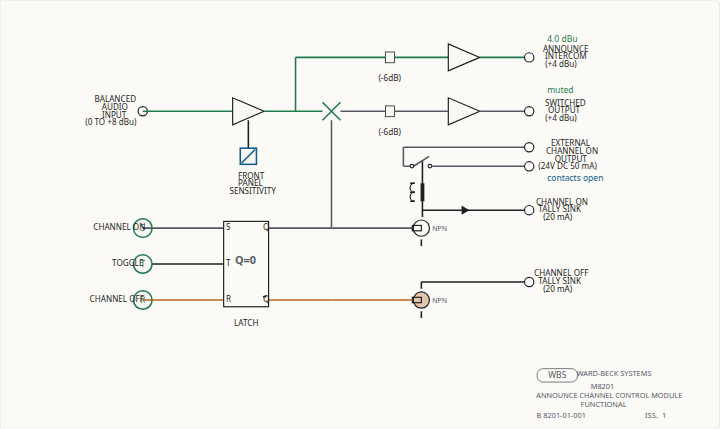 4.0 dBu
ANNOUNCE
INTERCOM
(+4 dBu)
(-6dB)
muted
BALANCED
AUDIO
INPUT
(0 TO +8 dBu)
SWITCHED
OUTPUT
(+4 dBu)
(-6dB)
EXTERNAL
CHANNEL ON
OUTPUT
(24V DC 50 mA)
contacts open
FRONT
PANEL
SENSITIVITY
CHANNEL ON
TALLY SINK
(20 mA)
CHANNEL ON S Q NPN
TOGGLE T T Q=0
CHANNEL OFF R R Q NPN
LATCH
CHANNEL OFF
TALLY SINK
(20 mA)
WBS WARD-BECK SYSTEMS
M8201
ANNOUNCE CHANNEL CONTROL MODULE
FUNCTIONAL
B 8201-01-001 ISS. 1